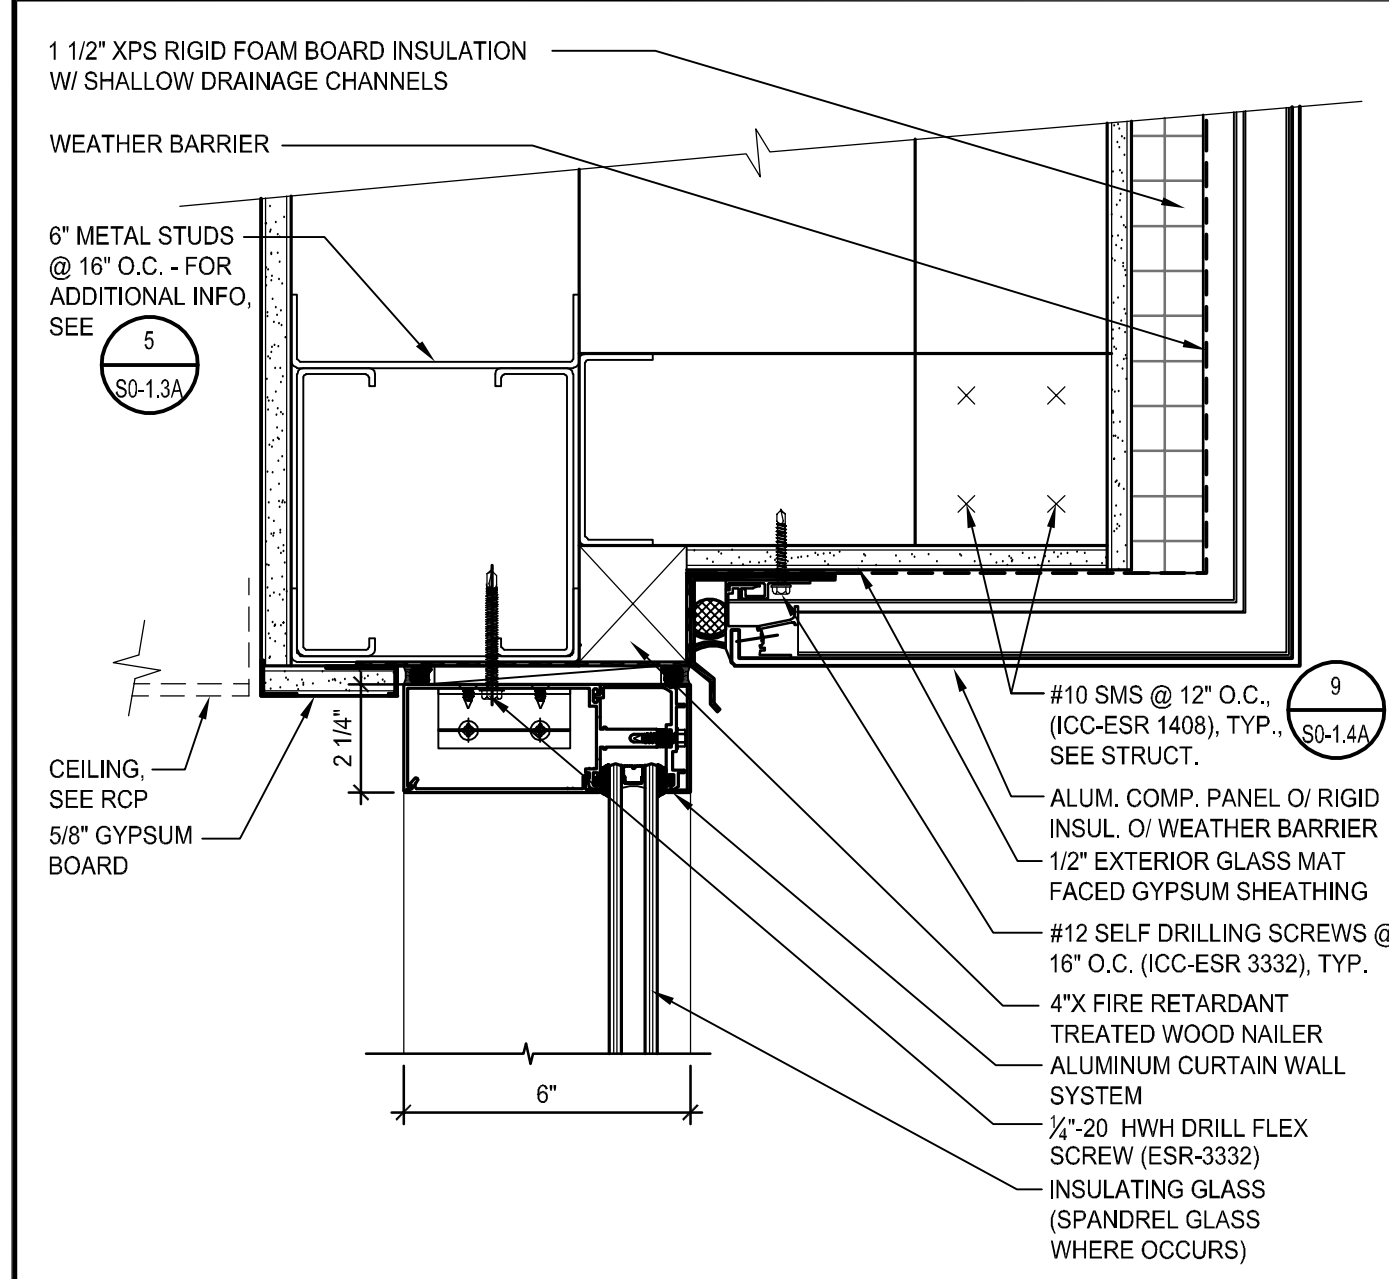 1 1/2" XPS RIGID FOAM BOARD INSULATION
W/ SHALLOW DRAINAGE CHANNELS
WEATHER BARRIER
6" METAL STUDS
@ 16" O.C. - FOR
ADDITIONAL INFO,
SEE
5
S0-1.3A
CEILING,
SEE RCP
5/8" GYPSUM
BOARD
2 1/4"
6"
#10 SMS @ 12" O.C.,
(ICC-ESR 1408), TYP.,
SEE STRUCT.
9
S0-1.4A
ALUM. COMP. PANEL O/ RIGID
INSUL. O/ WEATHER BARRIER
1/2" EXTERIOR GLASS MAT
FACED GYPSUM SHEATHING
#12 SELF DRILLING SCREWS @
16" O.C. (ICC-ESR 3332), TYP.
4"X FIRE RETARDANT
TREATED WOOD NAILER
ALUMINUM CURTAIN WALL
SYSTEM
¼"-20 HWH DRILL FLEX
SCREW (ESR-3332)
INSULATING GLASS
(SPANDREL GLASS
WHERE OCCURS)